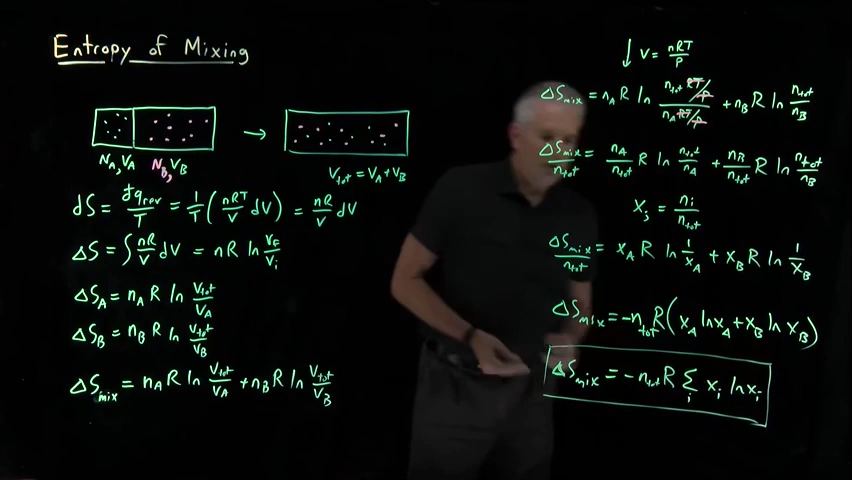 Entropy of Mixing
N_A, V_A N_B, V_B
V_tot = V_A + V_B
dS = đq_rev/T = 1/T (nRT/V dV) = nR/V dV
ΔS = ∫ nR/V dV = nR ln V_f/V_i
ΔS_A = n_A R ln V_tot/V_A
ΔS_B = n_B R ln V_tot/V_B
ΔS_mix = n_A R ln V_tot/V_A + n_B R ln V_tot/V_B
↓ V = nRT/P
ΔS_mix = n_A R ln (n_tot RT/P)/(n_A RT/P) + n_B R ln n_tot/n_B
ΔS_mix/n_tot = n_A/n_tot R ln n_tot/n_A + n_B/n_tot R ln n_tot/n_B
X_i = n_i/n_tot
ΔS_mix/n_tot = x_A R ln 1/x_A + x_B R ln 1/x_B
ΔS_mix = -n_tot R (x_A ln x_A + x_B ln x_B)
ΔS_mix = -n_tot R Σ_i x_i ln x_i